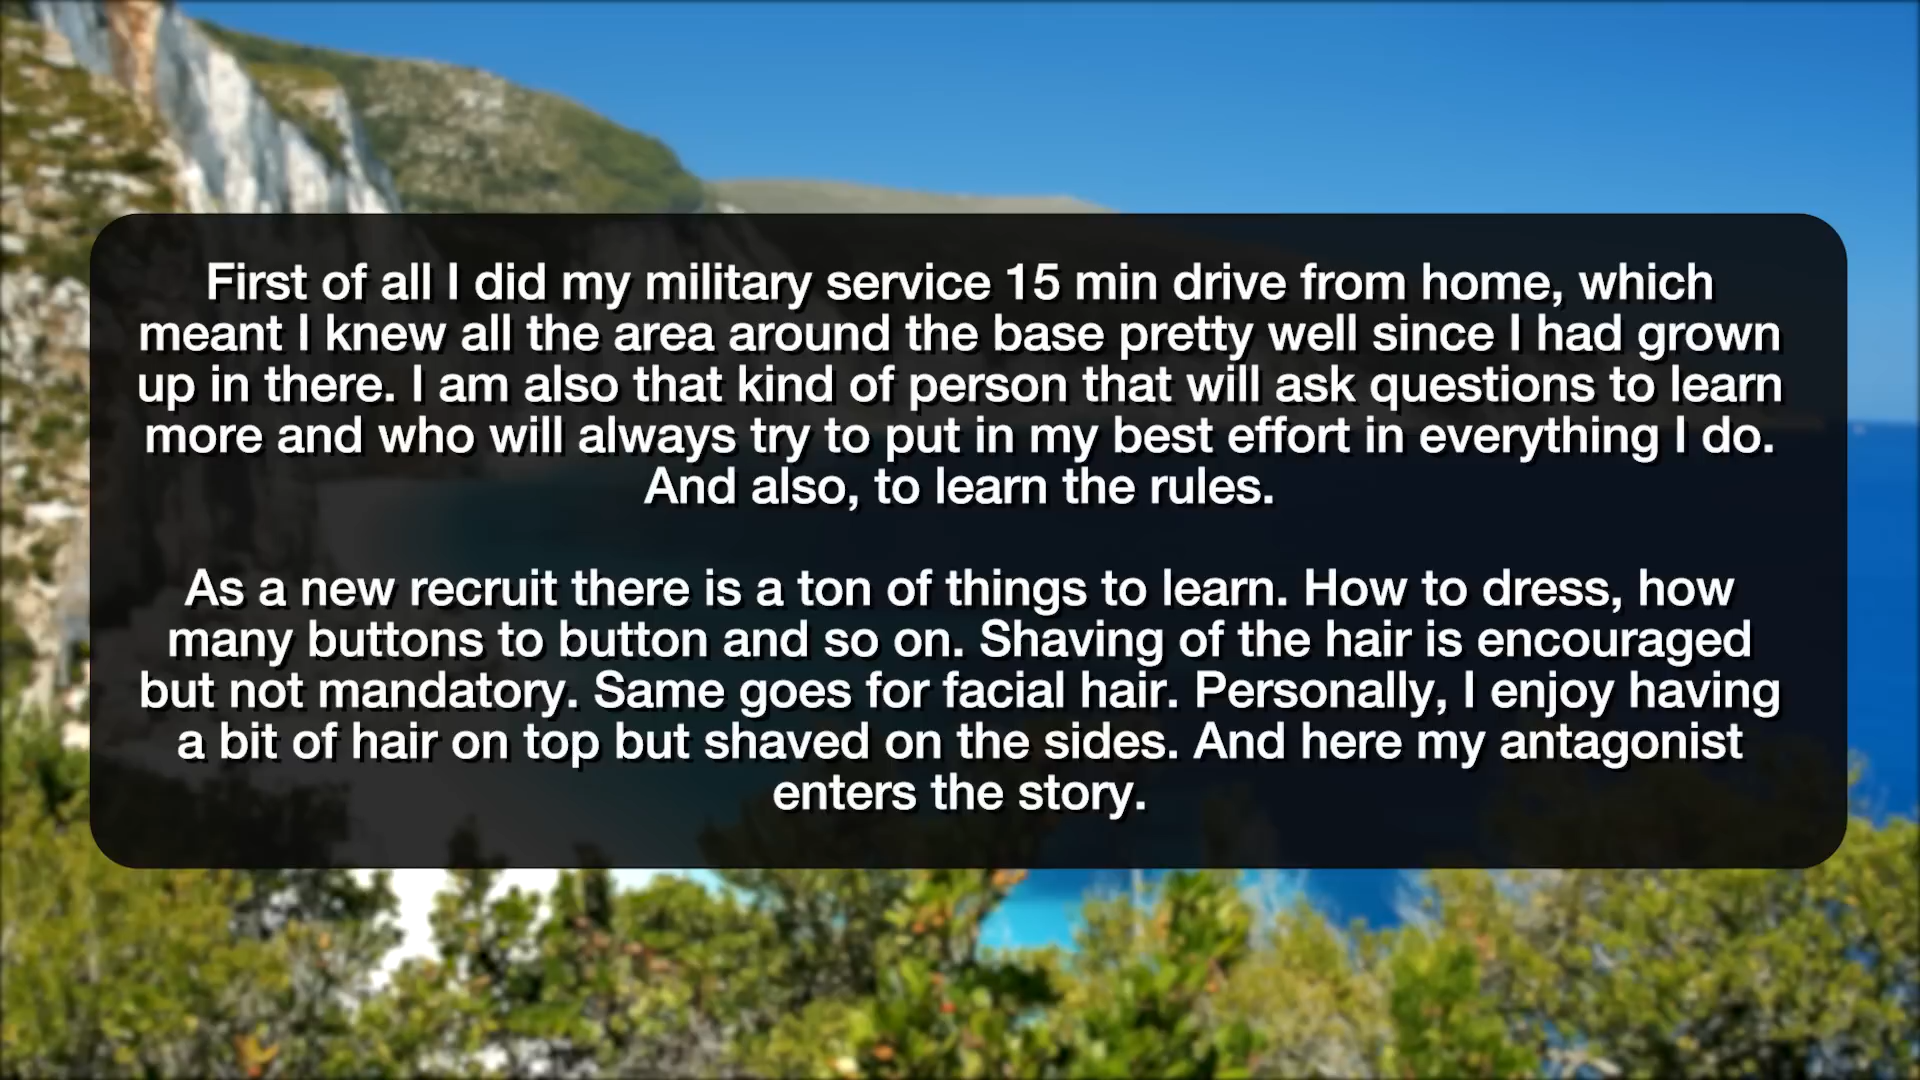 First of all I did my military service 15 min drive from home, which
meant I knew all the area around the base pretty well since I had grown
up in there. I am also that kind of person that will ask questions to learn
more and who will always try to put in my best effort in everything I do.
And also, to learn the rules.
As a new recruit there is a ton of things to learn. How to dress, how
many buttons to button and so on. Shaving of the hair is encouraged
but not mandatory. Same goes for facial hair. Personally, I enjoy having
a bit of hair on top but shaved on the sides. And here my antagonist
enters the story.